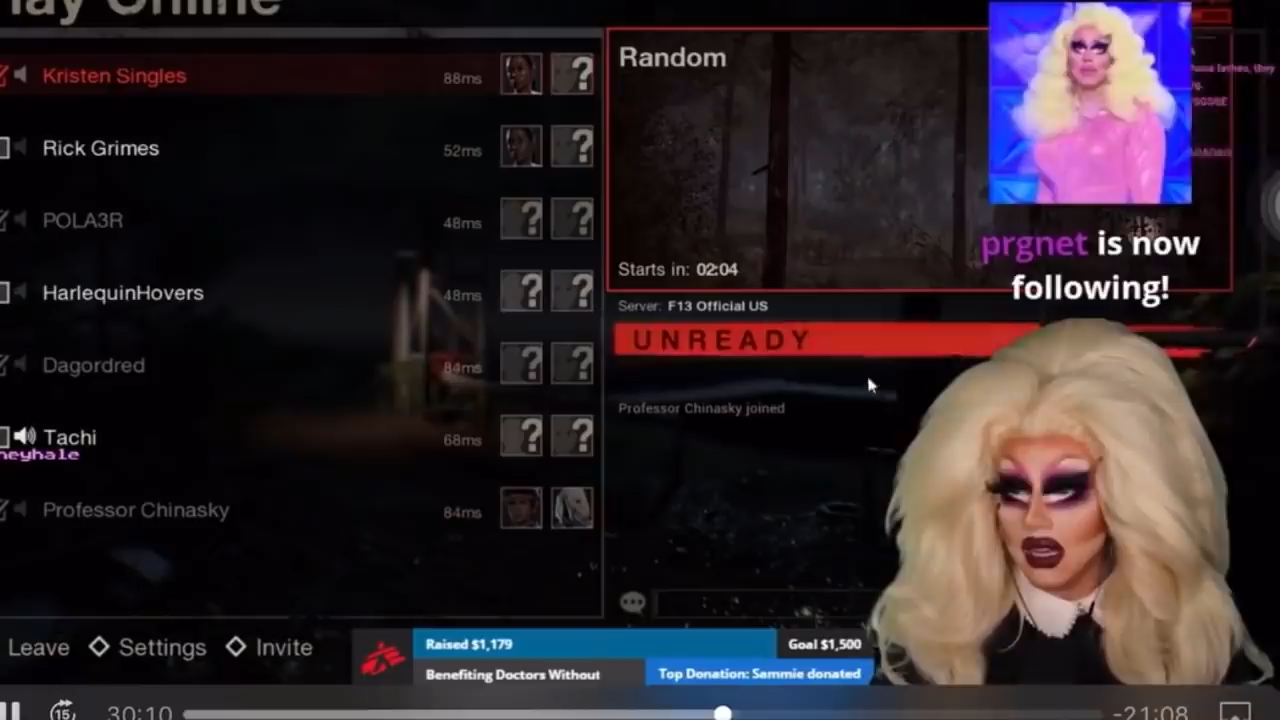 lay Online
Kristen Singles
88ms
Rick Grimes
52ms
POLA3R
48ms
HarlequinHovers
48ms
Dagordred
84ms
Tachi
68ms
neyhale
Professor Chinasky
84ms
Random
Starts in: 02:04
Server: F13 Official US
UNREADY
Professor Chinasky joined
prgnet is now
following!
Leave
Settings
Invite
Raised $1,179
Goal $1,500
Benefiting Doctors Without
Top Donation: Sammie donated
15
30:10
-21:08